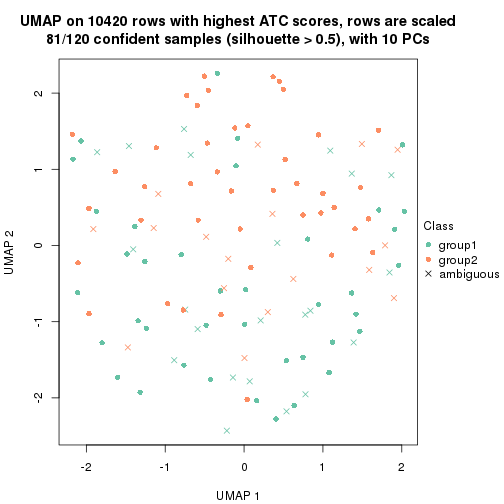 UMAP on 10420 rows with highest ATC scores, rows are scaled
81/120 confident samples (silhouette > 0.5), with 10 PCs
UMAP 2
2
1
0
-1
-2
-2
-1
0
1
2
UMAP 1
Class
group1
group2
ambiguous